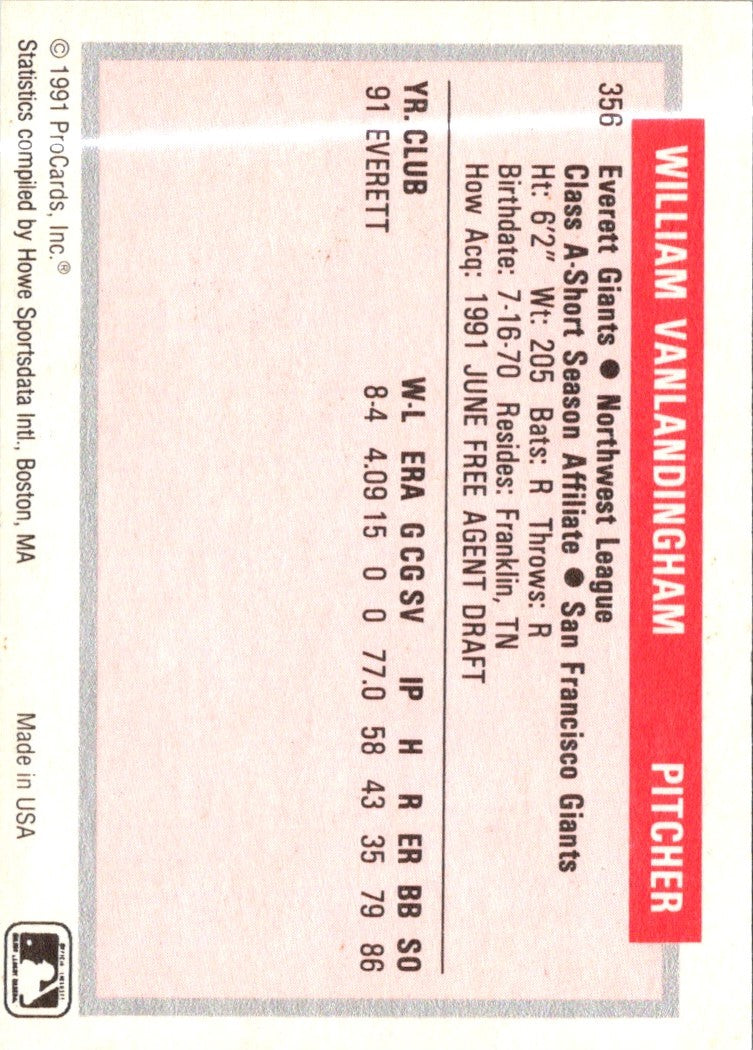 WILLIAM VANLANDINGHAM PITCHER
356 Everett Giants ● Northwest League
Class A-Short Season Affiliate ● San Francisco Giants
Ht: 6'2" Wt: 205 Bats: R Throws: R
Birthdate: 7-16-70 Resides: Franklin, TN
How Acq: 1991 JUNE FREE AGENT DRAFT
YR. CLUB W-L ERA G CG SV IP H R ER BB SO
91 EVERETT 8-4 4.09 15 0 0 77.0 58 43 35 79 86
© 1991 ProCards, Inc.®
Statistics compiled by Howe Sportsdata Intl., Boston, MA Made in USA